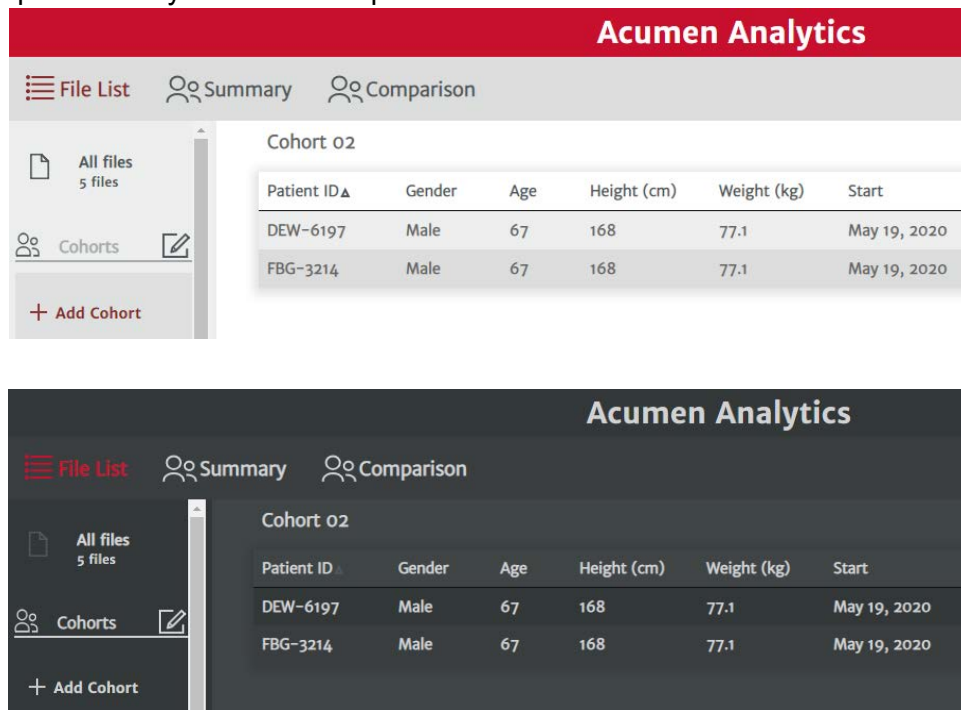 Acumen Analytics
File List Summary Comparison
All files
5 files
Cohorts
+ Add Cohort
Cohort 02
Patient ID Gender Age Height (cm) Weight (kg) Start
DEW-6197 Male 67 168 77.1 May 19, 2020
FBG-3214 Male 67 168 77.1 May 19, 2020
Acumen Analytics
File List Summary Comparison
All files
5 files
Cohorts
+ Add Cohort
Cohort 02
Patient ID Gender Age Height (cm) Weight (kg) Start
DEW-6197 Male 67 168 77.1 May 19, 2020
FBG-3214 Male 67 168 77.1 May 19, 2020